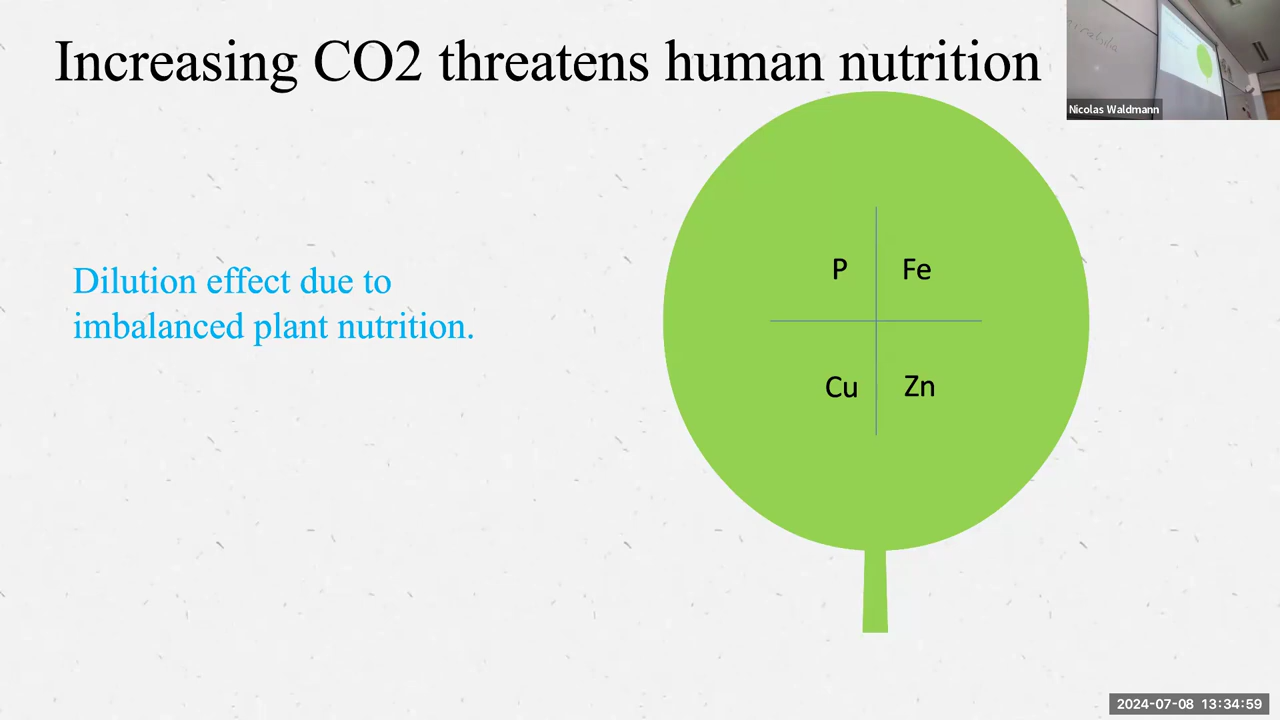 Increasing CO2 threatens human nutrition
Nicolas Waldmann
Dilution effect due to
imbalanced plant nutrition.
P
Fe
Cu
Zn
2024-07-08 13:34:59